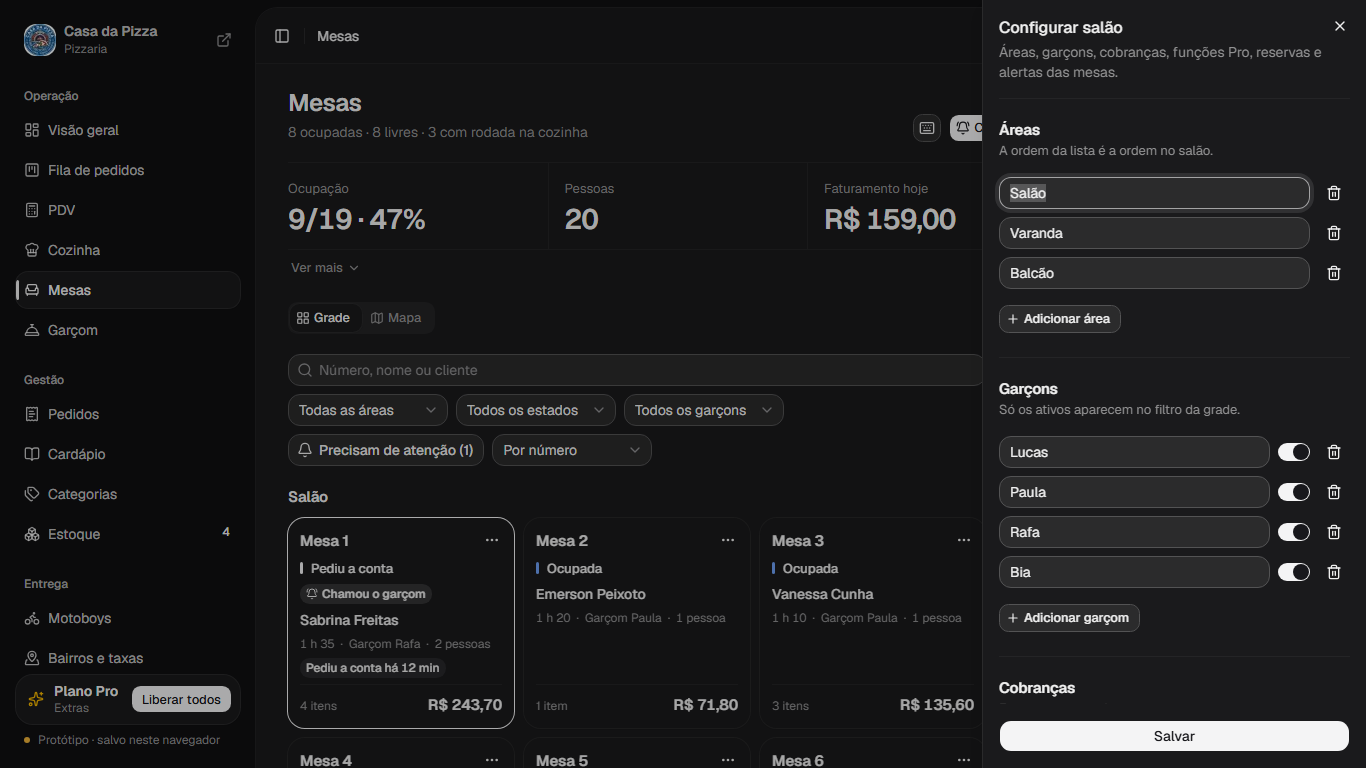 Casa da Pizza
Pizzaria
Operação
Visão geral
Fila de pedidos
PDV
Cozinha
Mesas
Garçom
Gestão
Pedidos
Cardápio
Categorias
Estoque 4
Entrega
Motoboys
Bairros e taxas
Plano Pro
Extras
Liberar todos
Protótipo · salvo neste navegador
Mesas
Mesas
8 ocupadas · 8 livres · 3 com rodada na cozinha
Ocupação
9/19 · 47%
Pessoas
20
Faturamento hoje
R$ 159,00
Ver mais
Grade Mapa
Número, nome ou cliente
Todas as áreas Todos os estados Todos os garçons
Precisam de atenção (1) Por número
Salão
Mesa 1
Pediu a conta
Chamou o garçom
Sabrina Freitas
1 h 35 · Garçom Rafa · 2 pessoas
Pediu a conta há 12 min
4 itens R$ 243,70
Mesa 2
Ocupada
Emerson Peixoto
1 h 20 · Garçom Paula · 1 pessoa
1 item R$ 71,80
Mesa 3
Ocupada
Vanessa Cunha
1 h 10 · Garçom Paula · 1 pessoa
3 itens R$ 135,60
Mesa 4
Mesa 5
Mesa 6
Configurar salão
Áreas, garçons, cobranças, funções Pro, reservas e
alertas das mesas.
Áreas
A ordem da lista é a ordem no salão.
Salão
Varanda
Balcão
+ Adicionar área
Garçons
Só os ativos aparecem no filtro da grade.
Lucas
Paula
Rafa
Bia
+ Adicionar garçom
Cobranças
Salvar